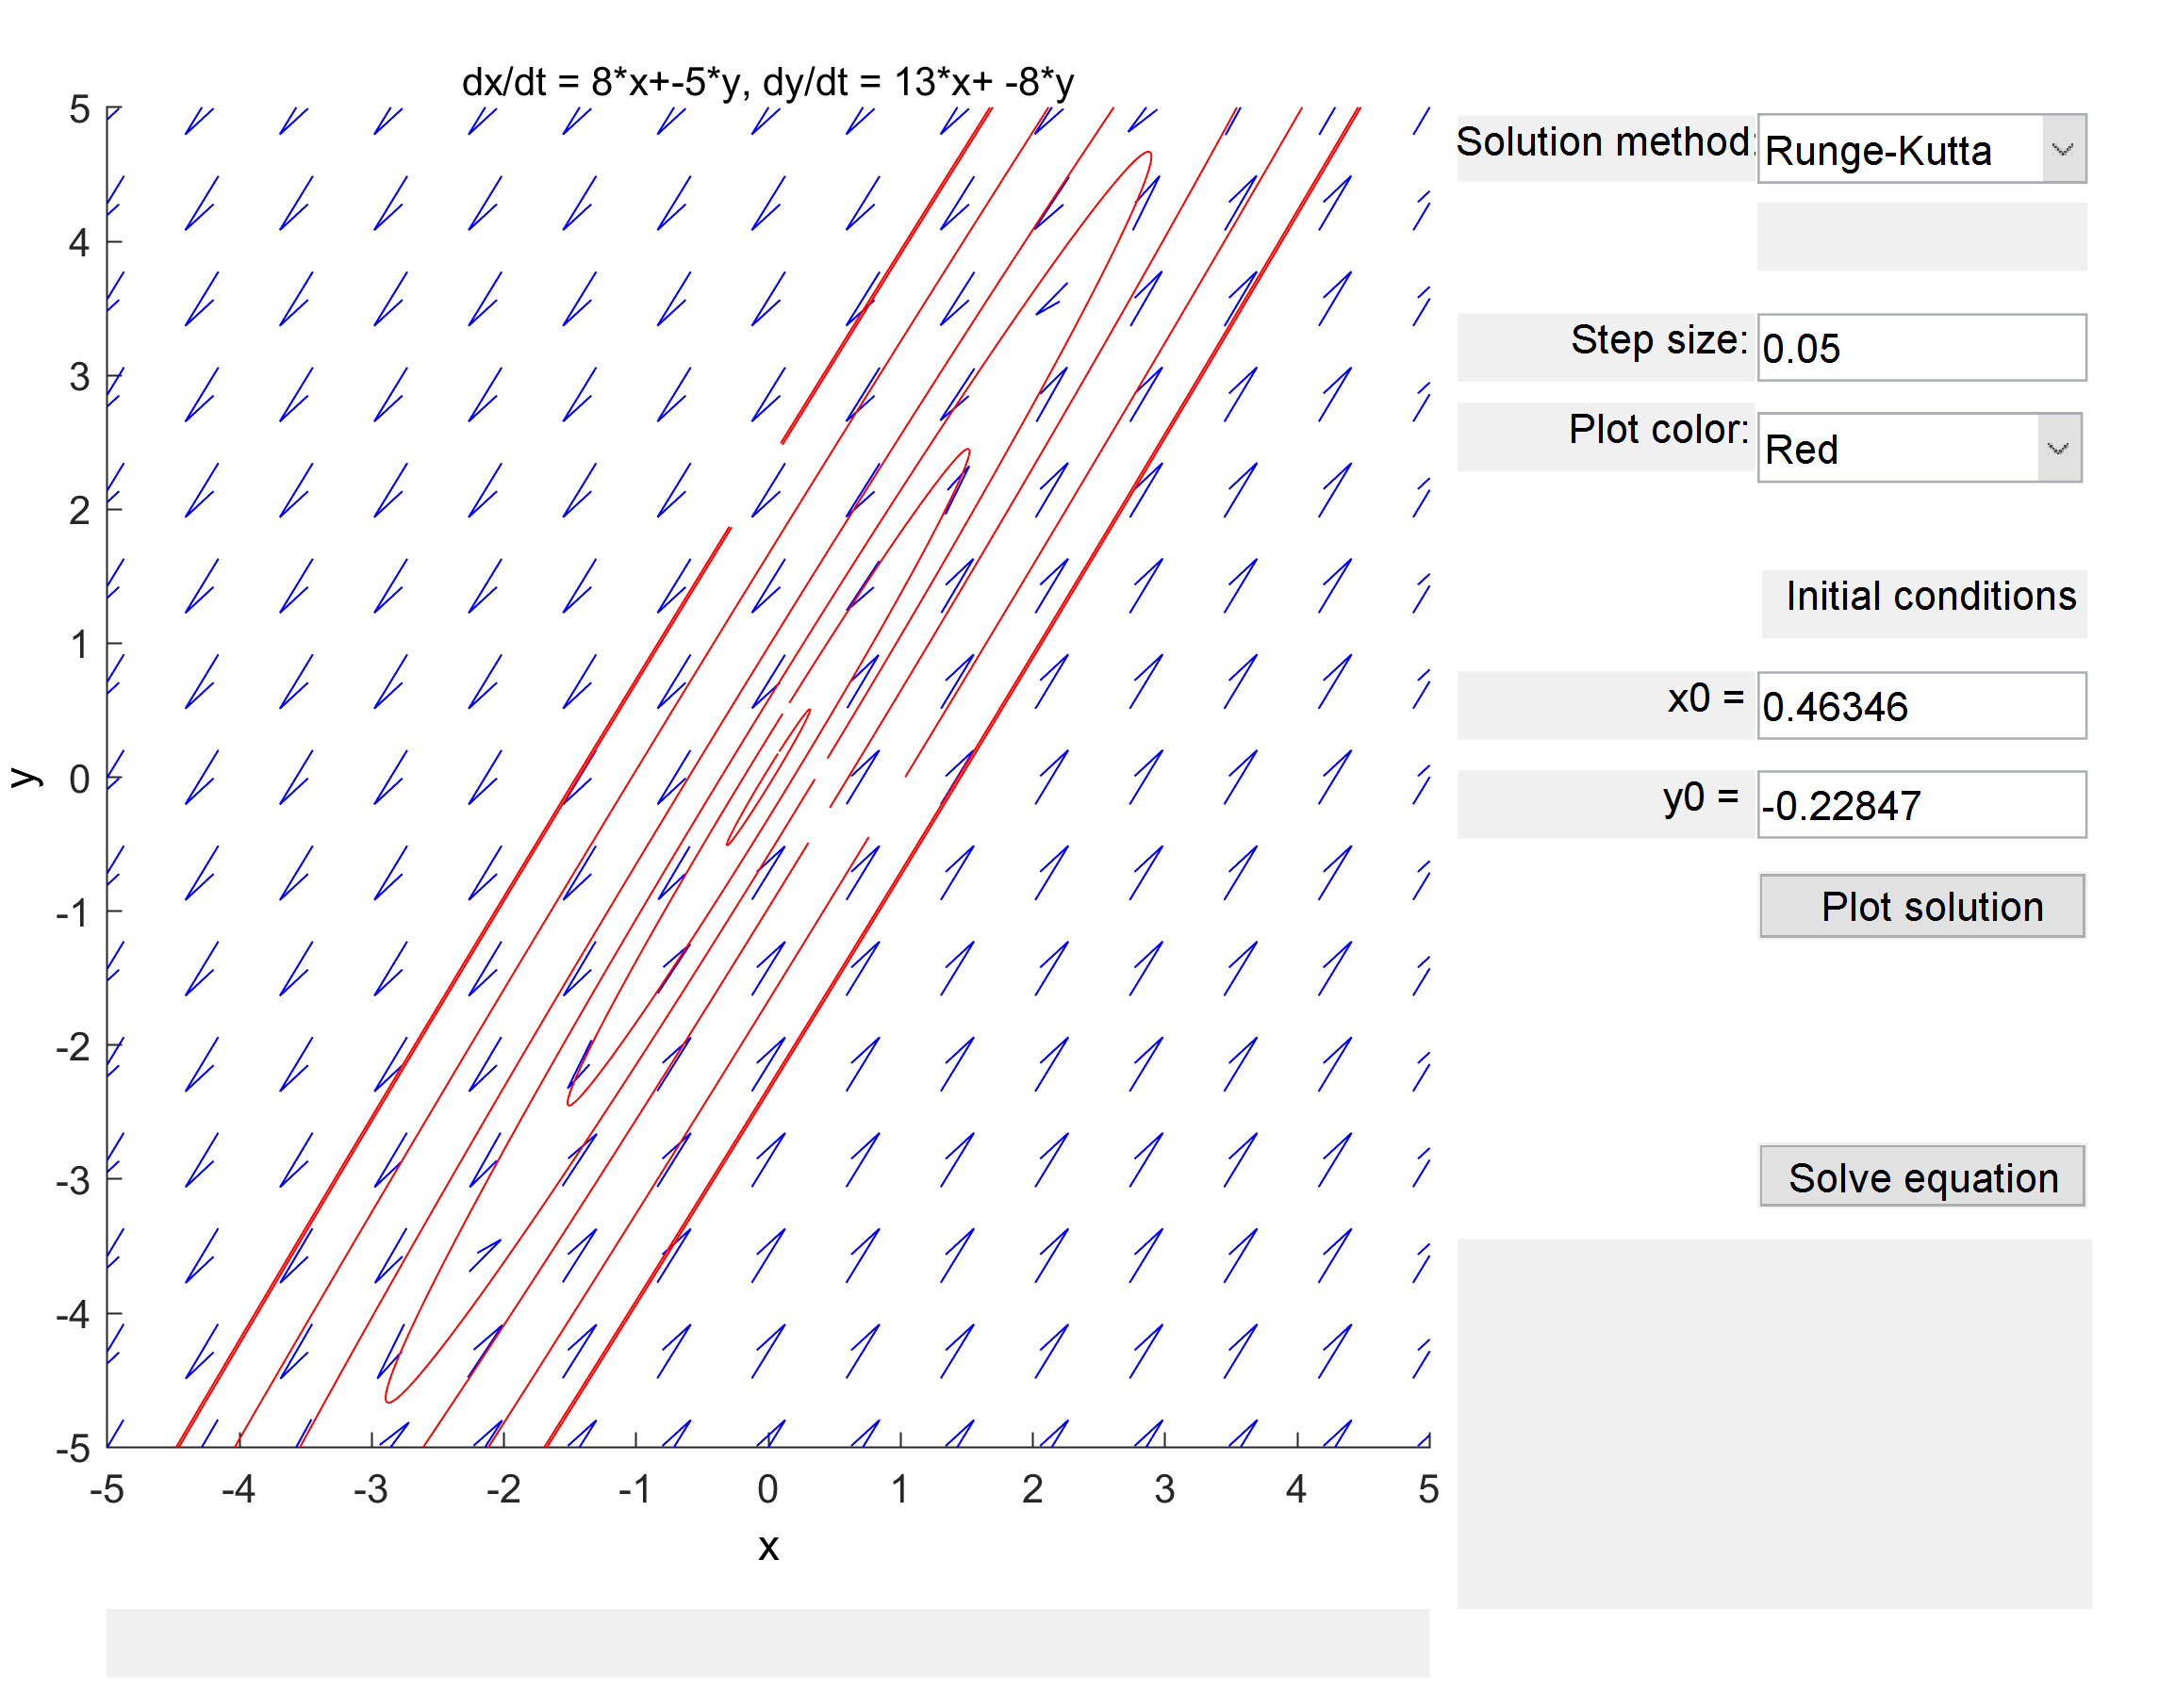 dx/dt = 8*x+-5*y, dy/dt = 13*x+ -8*y
5
4
3
2
1
0
-1
-2
-3
-4
-5
y
-5 -4 -3 -2 -1 0 1 2 3 4 5
x
Solution method: Runge-Kutta
Step size: 0.05
Plot color: Red
Initial conditions
x0 = 0.46346
y0 = -0.22847
Plot solution
Solve equation